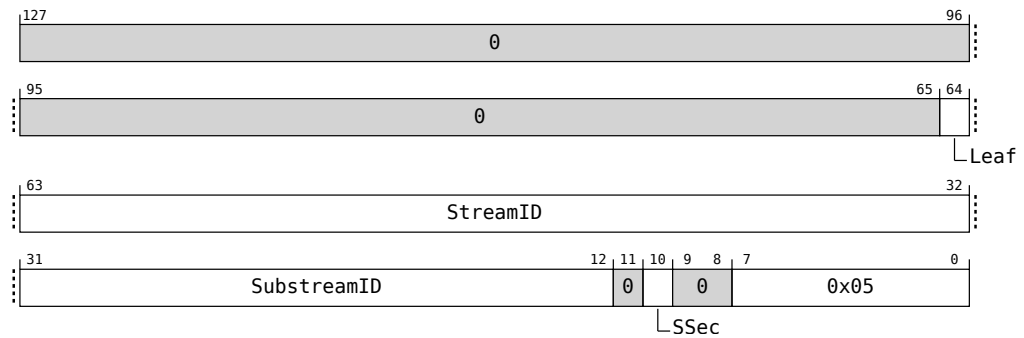 127 96
0
95 65 64
0
Leaf
63 32
StreamID
31 12 11 10 9 8 7 0
SubstreamID 0 0 0x05
SSec